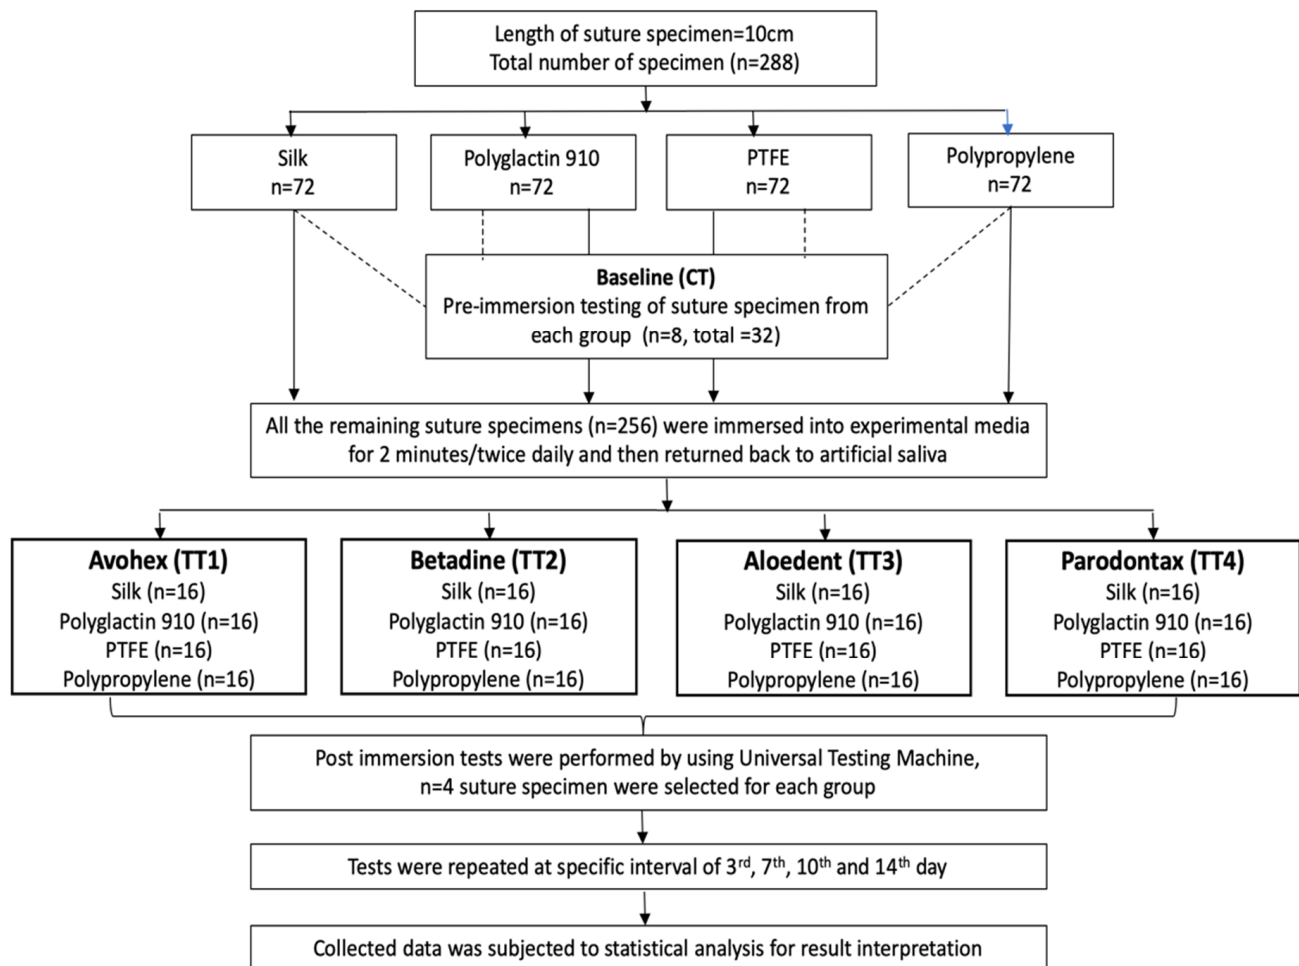 Length of suture specimen=10cm
Total number of specimen (n=288)
Silk
n=72
Polyglactin 910
n=72
PTFE
n=72
Polypropylene
n=72
Baseline (CT)
Pre-immersion testing of suture specimen from
each group (n=8, total =32)
All the remaining suture specimens (n=256) were immersed into experimental media
for 2 minutes/twice daily and then returned back to artificial saliva
Avohex (TT1)
Silk (n=16)
Polyglactin 910 (n=16)
PTFE (n=16)
Polypropylene (n=16)
Betadine (TT2)
Silk (n=16)
Polyglactin 910 (n=16)
PTFE (n=16)
Polypropylene (n=16)
Aloedent (TT3)
Silk (n=16)
Polyglactin 910 (n=16)
PTFE (n=16)
Polypropylene (n=16)
Parodontax (TT4)
Silk (n=16)
Polyglactin 910 (n=16)
PTFE (n=16)
Polypropylene (n=16)
Post immersion tests were performed by using Universal Testing Machine,
n=4 suture specimen were selected for each group
Tests were repeated at specific interval of 3rd, 7th, 10th and 14th day
Collected data was subjected to statistical analysis for result interpretation